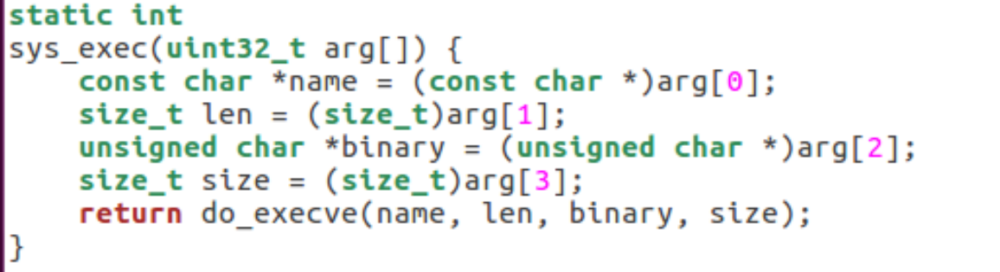 static int
sys_exec(uint32_t arg[]) {
    const char *name = (const char *)arg[0];
    size_t len = (size_t)arg[1];
    unsigned char *binary = (unsigned char *)arg[2];
    size_t size = (size_t)arg[3];
    return do_execve(name, len, binary, size);
}